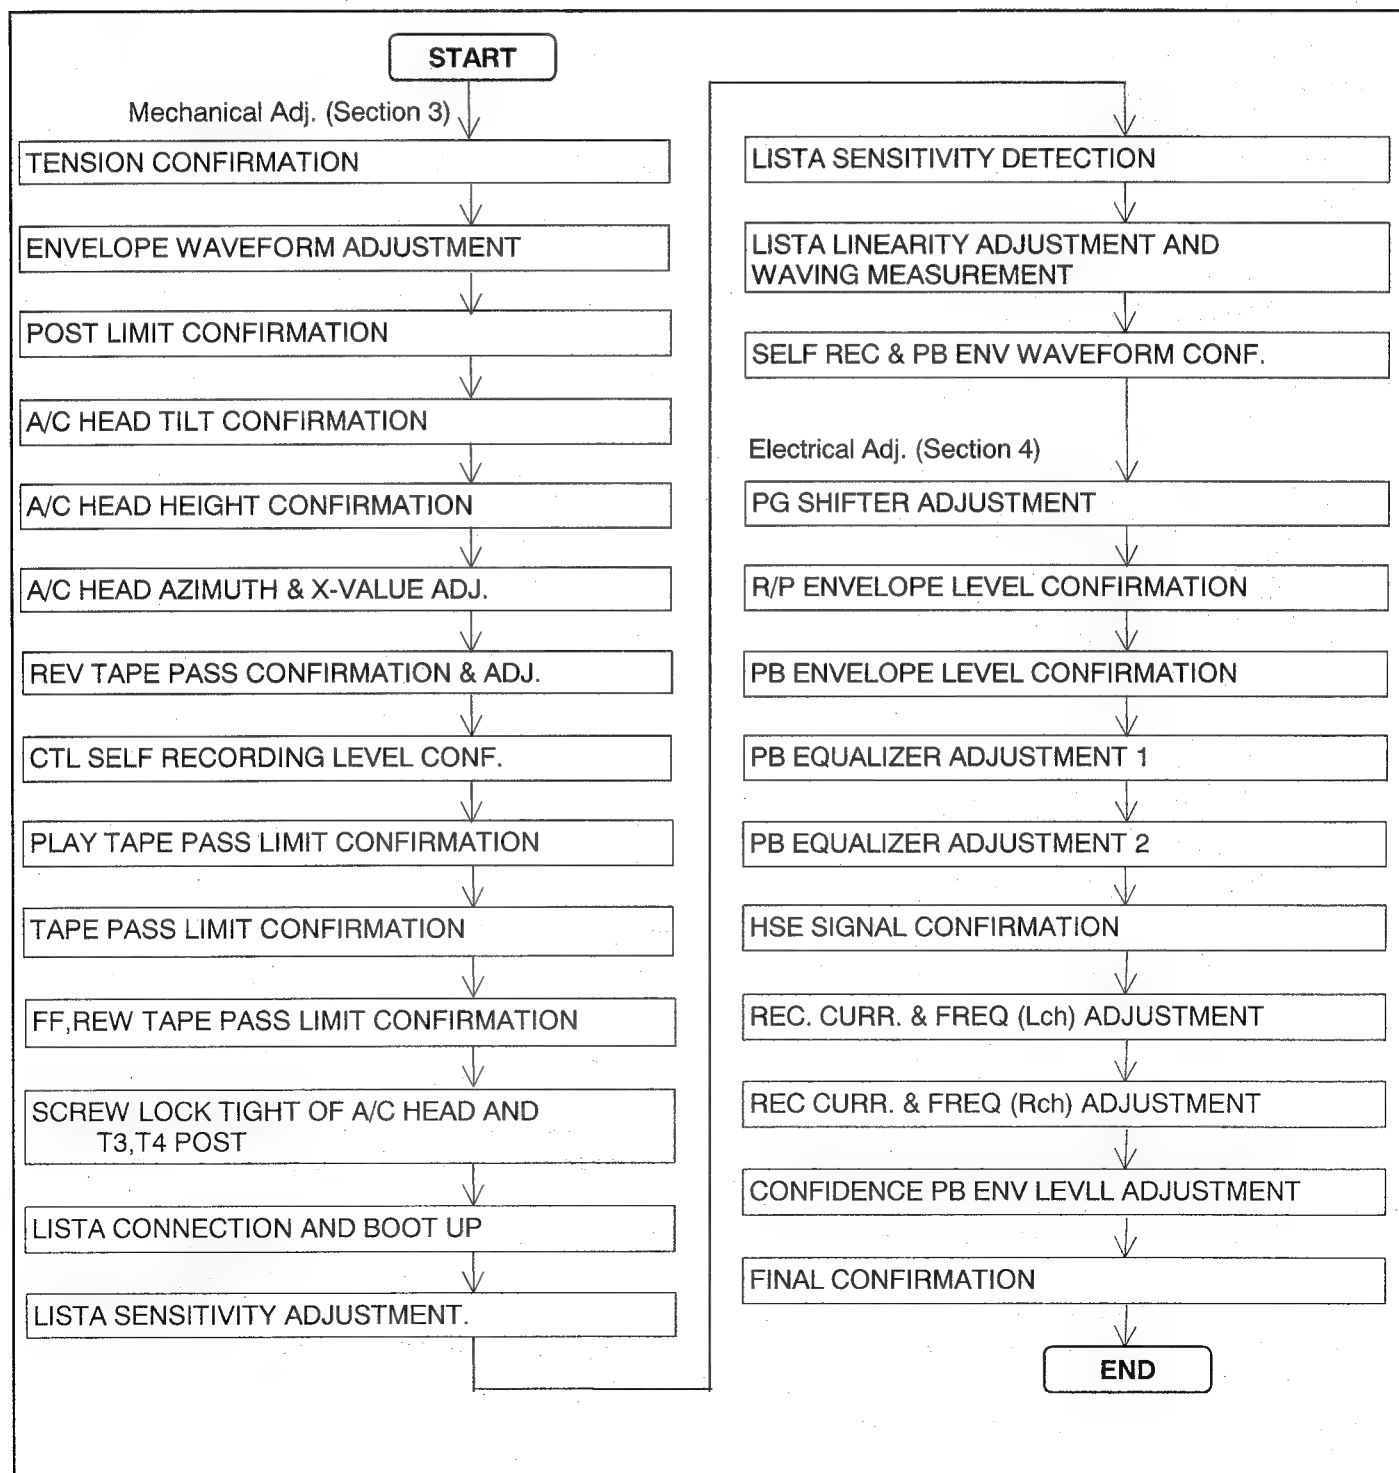 START
Mechanical Adj. (Section 3)
TENSION CONFIRMATION
ENVELOPE WAVEFORM ADJUSTMENT
POST LIMIT CONFIRMATION
A/C HEAD TILT CONFIRMATION
A/C HEAD HEIGHT CONFIRMATION
A/C HEAD AZIMUTH & X-VALUE ADJ.
REV TAPE PASS CONFIRMATION & ADJ.
CTL SELF RECORDING LEVEL CONF.
PLAY TAPE PASS LIMIT CONFIRMATION
TAPE PASS LIMIT CONFIRMATION
FF,REW TAPE PASS LIMIT CONFIRMATION
SCREW LOCK TIGHT OF A/C HEAD AND
T3,T4 POST
LISTA CONNECTION AND BOOT UP
LISTA SENSITIVITY ADJUSTMENT.
LISTA SENSITIVITY DETECTION
LISTA LINEARITY ADJUSTMENT AND
WAVING MEASUREMENT
SELF REC & PB ENV WAVEFORM CONF.
Electrical Adj. (Section 4)
PG SHIFTER ADJUSTMENT
R/P ENVELOPE LEVEL CONFIRMATION
PB ENVELOPE LEVEL CONFIRMATION
PB EQUALIZER ADJUSTMENT 1
PB EQUALIZER ADJUSTMENT 2
HSE SIGNAL CONFIRMATION
REC. CURR. & FREQ (Lch) ADJUSTMENT
REC CURR. & FREQ (Rch) ADJUSTMENT
CONFIDENCE PB ENV LEVLL ADJUSTMENT
FINAL CONFIRMATION
END